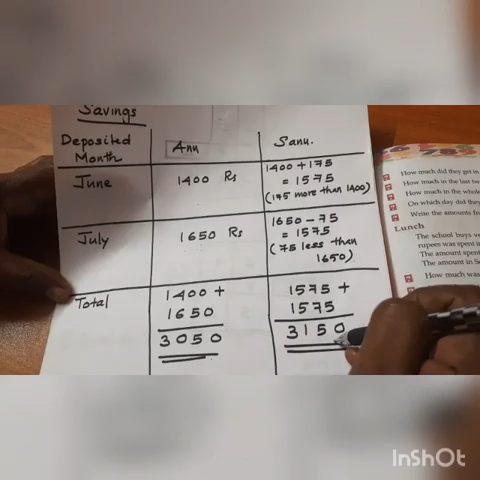 Savings
Deposited Month
Ann
Sanu.
June
1400 Rs
1400 + 175
= 1575
(175 more than 1400)
July
1650 Rs
1650 - 75
= 1575
( 75 less than
1650)
Total
1400 +
1650
3050
1575 +
1575
3150
How much did they get in
How much in the last tw
How much in the whole
On which day did they
Write the amounts fro
Lunch
The school buys v
rupees was spent i
The amount spent
The amount in Se
How much was
InShOt